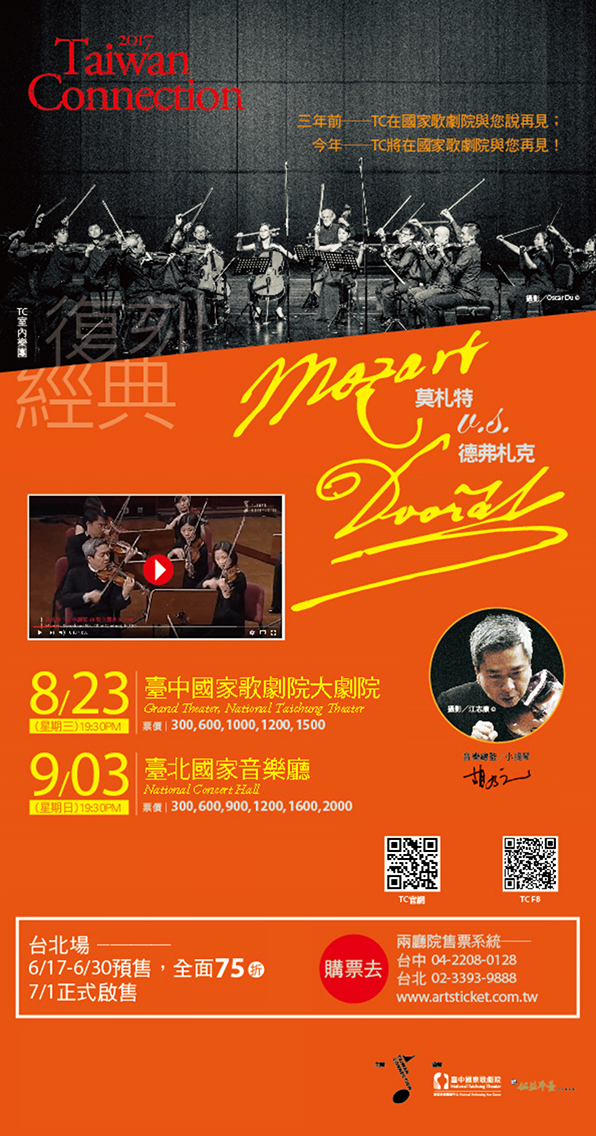 2017
Taiwan
Connection
三年前——TC在國家歌劇院與您說再見；
今年——TC將在國家歌劇院與您再見！
攝影／Oscar Du ©
TC室內樂團
復刻
經典
Mozart
莫札特
v.s.
德弗札克
Dvořák
8/23
(星期三)19:30PM
臺中國家歌劇院大劇院
Grand Theater, National Taichung Theater
票價｜300,600,1000,1200,1500
攝影／江志康 ©
音樂總監／小提琴
9/03
(星期日)19:30PM
臺北國家音樂廳
National Concert Hall
票價｜300,600,900,1200,1600,2000
TC官網
TC FB
台北場————
6/17-6/30預售，全面75折
7/1正式啟售
購票去
兩廳院售票系統——
台中 04-2208-0128
台北 02-3393-9888
www.artsticket.com.tw
臺中國家歌劇院
National Taichung Theater